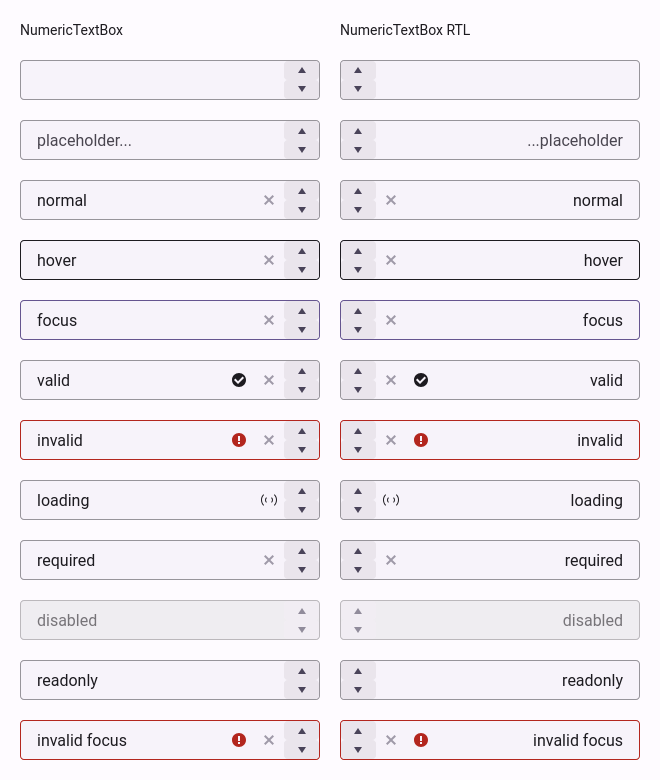 NumericTextBox
NumericTextBox RTL
placeholder...
...placeholder
normal
normal
hover
hover
focus
focus
valid
valid
invalid
invalid
loading
loading
required
required
disabled
disabled
readonly
readonly
invalid focus
invalid focus